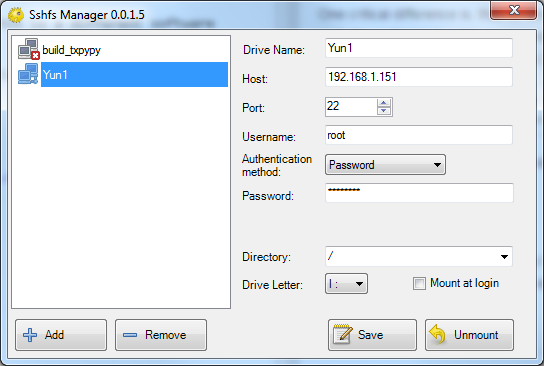 Sshfs Manager 0.0.1.5
build_txpypy
Yun1
Drive Name: Yun1
Host: 192.168.1.151
Port: 22
Username: root
Authentication method: Password
Password: ********
Directory: /
Drive Letter: I :
Mount at login
Add
Remove
Save
Unmount